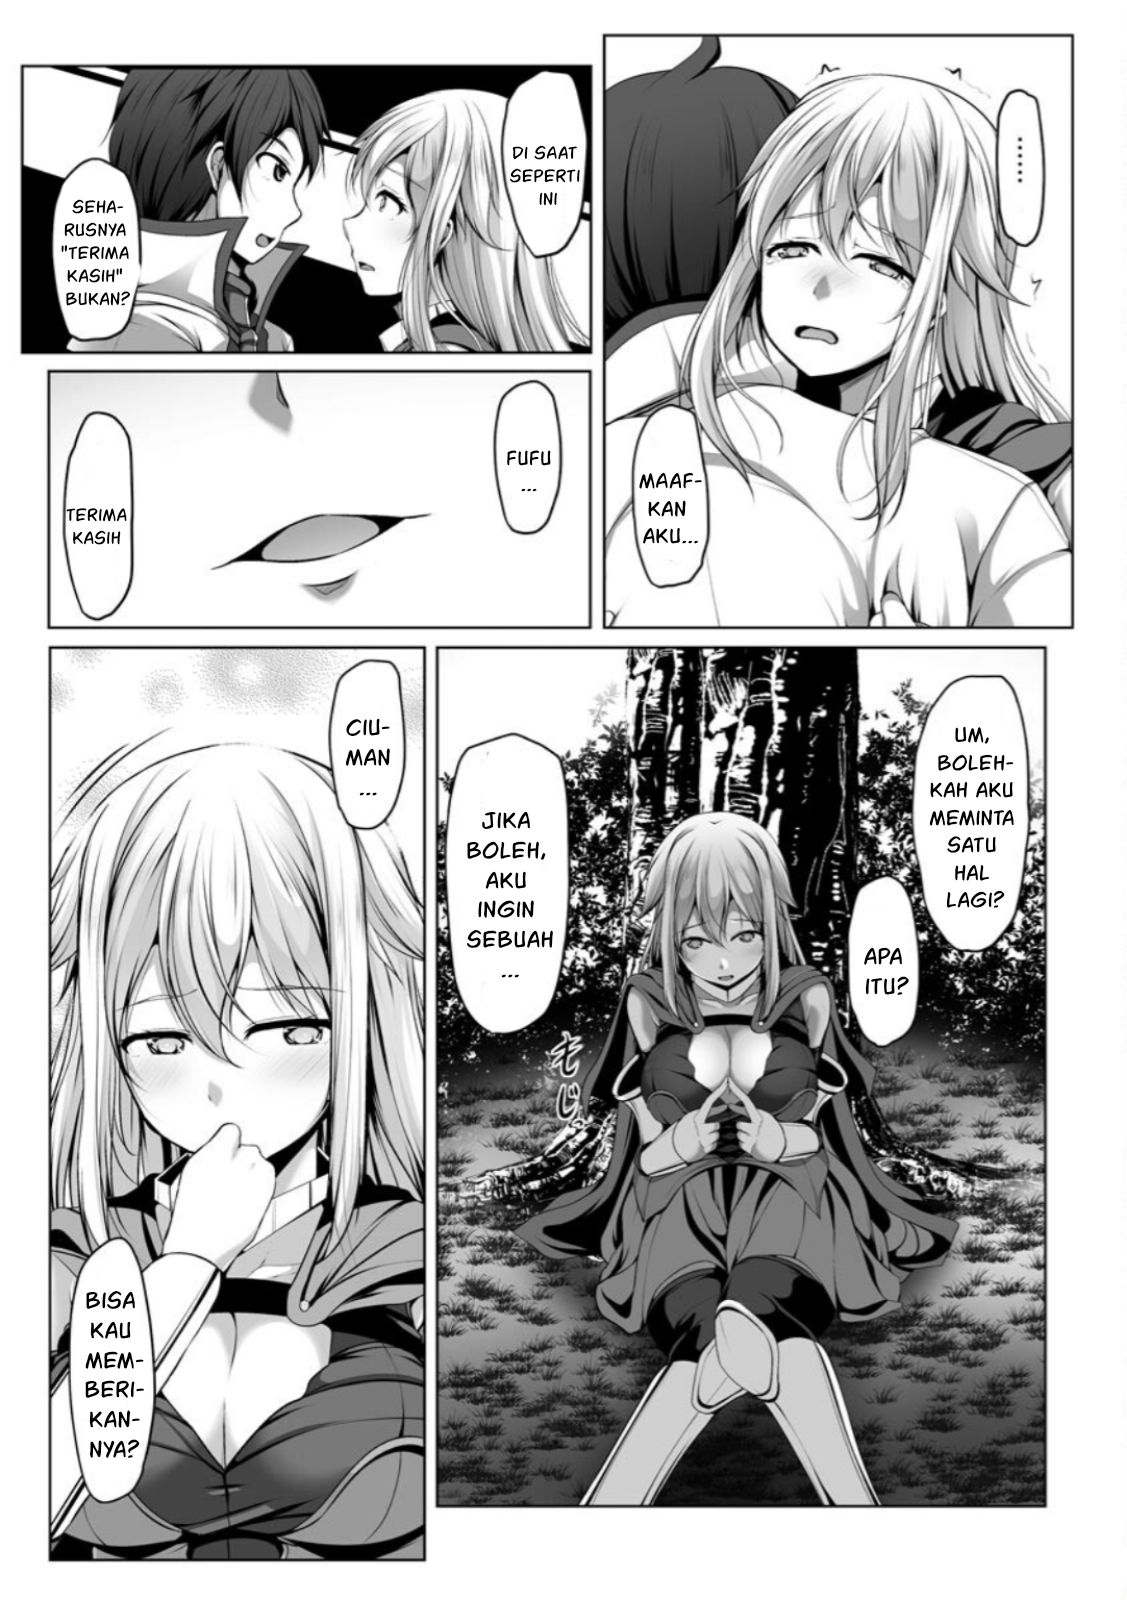 ......
MAAF-
KAN
AKU...
DI SAAT
SEPERTI
INI
SEHA-
RUSNYA
"TERIMA
KASIH"
BUKAN?
FUFU
...
TERIMA
KASIH
UM,
BOLEH-
KAH AKU
MEMINTA
SATU
HAL
LAGI?
APA
ITU?
JIKA
BOLEH,
AKU
INGIN
SEBUAH
...
もじ
CIU-
MAN
...
BISA
KAU
MEM-
BERI-
KAN-
NYA?